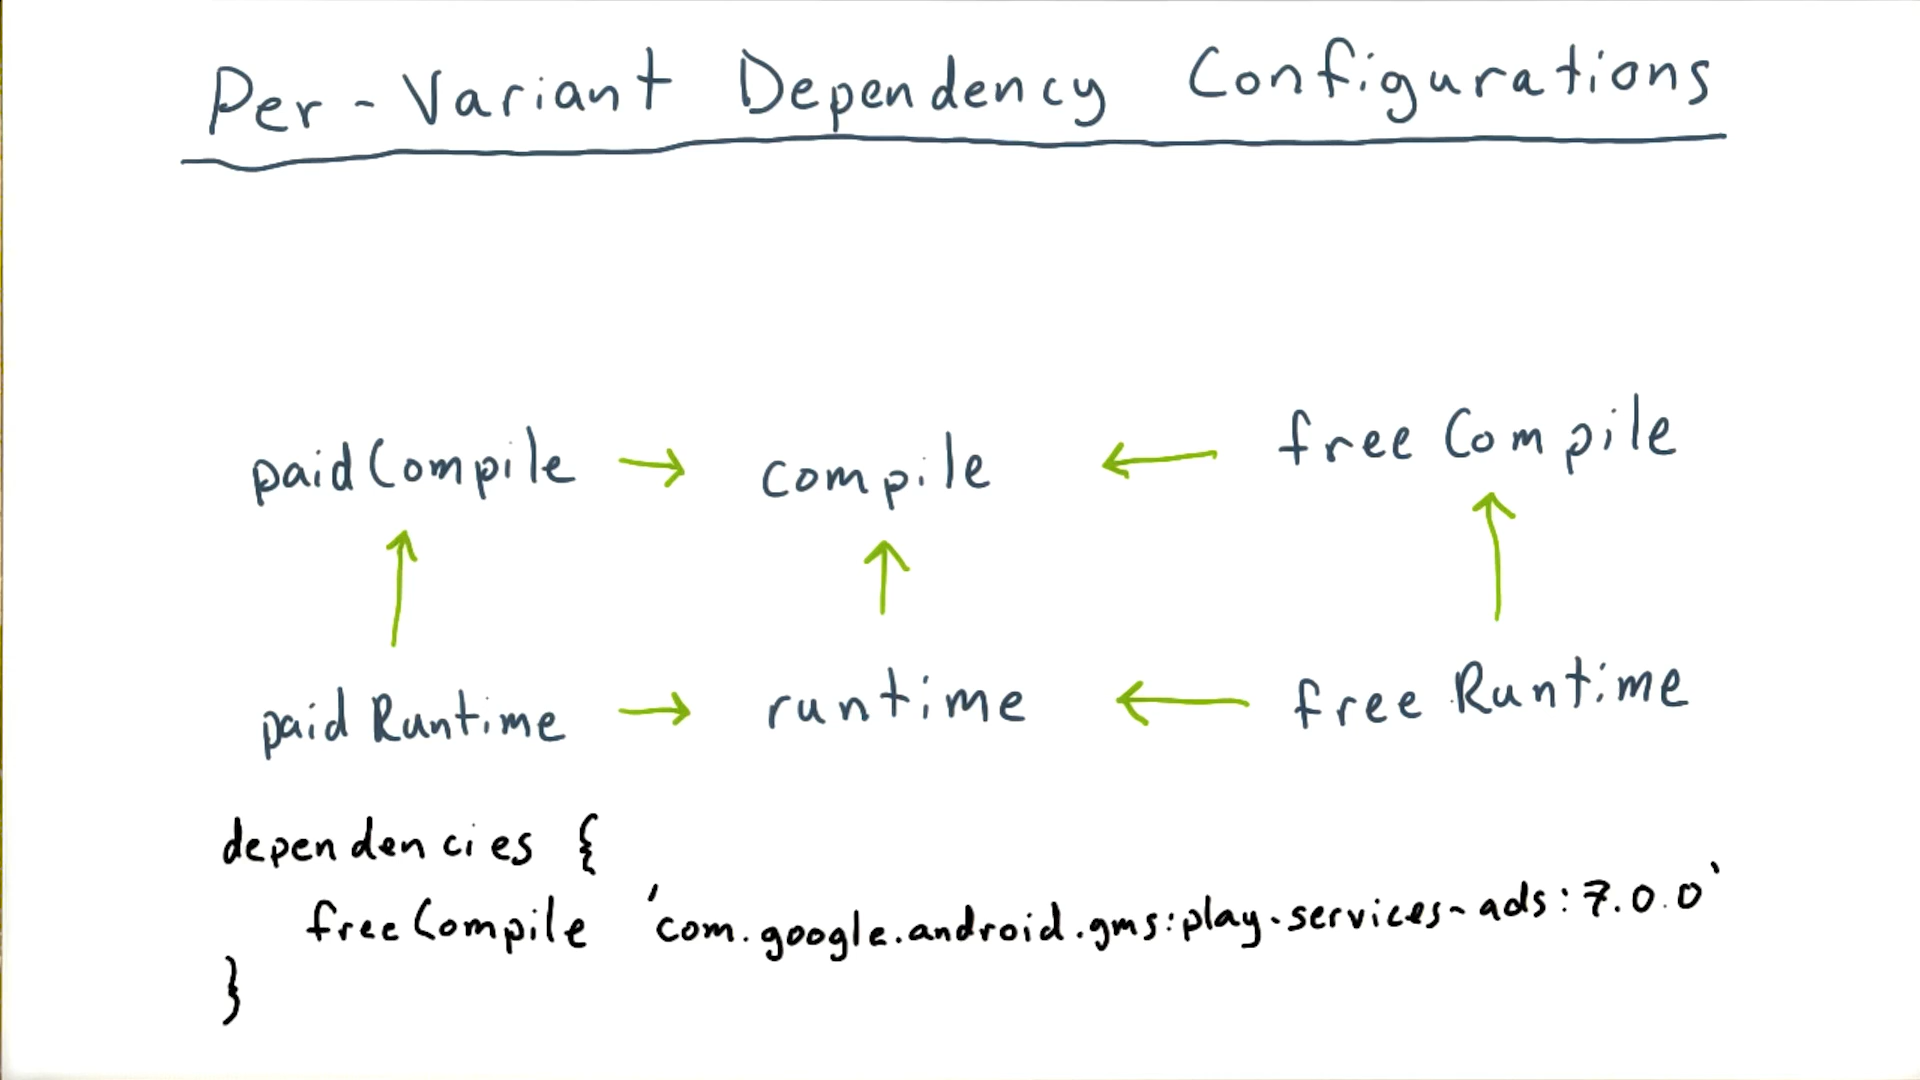 Per-Variant Dependency Configurations
paidCompile → compile ← freeCompile
↑ ↑ ↑
paidRuntime → runtime ← freeRuntime
dependencies {
freeCompile 'com.google.android.gms:play-services-ads:7.0.0'
}